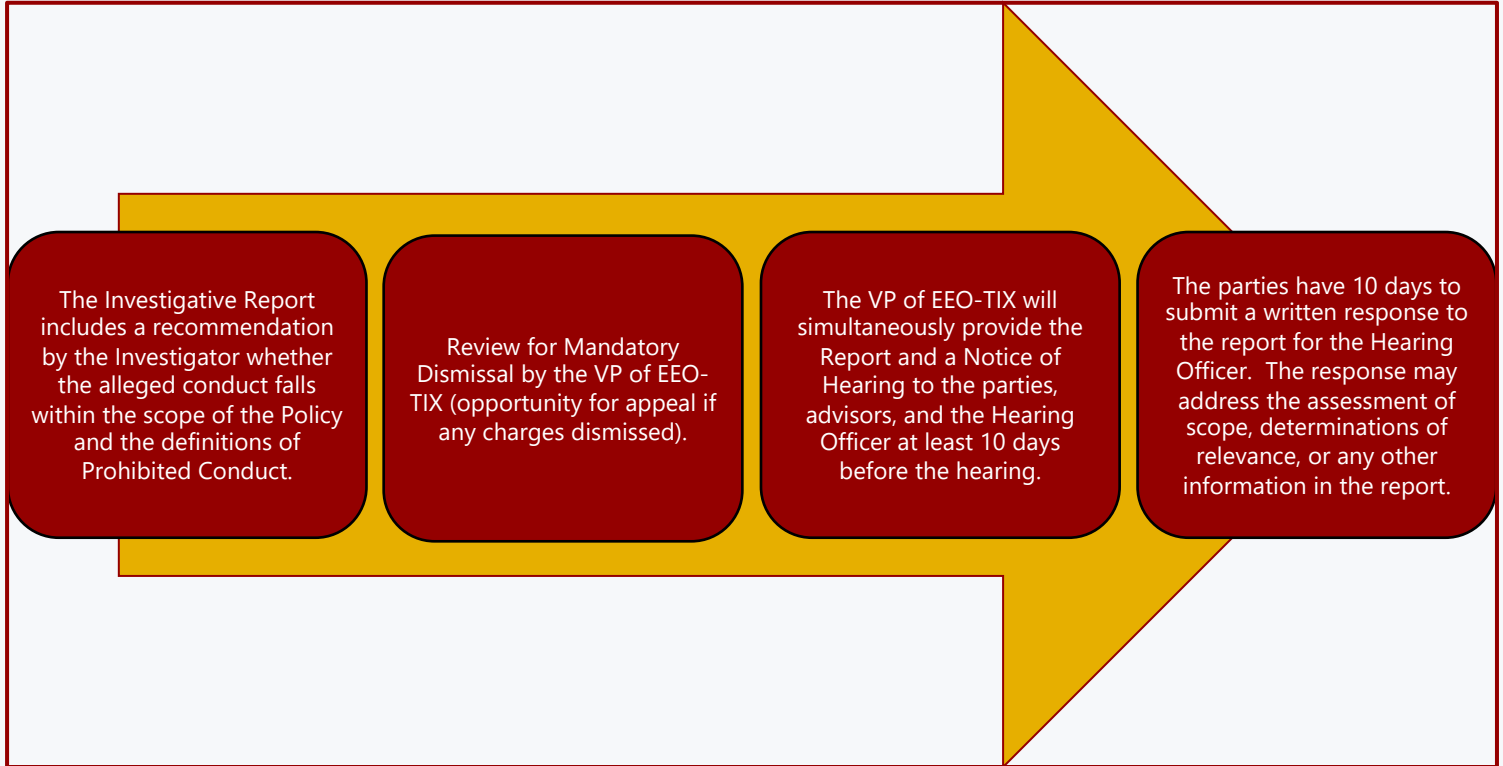 The Investigative Report
includes a recommendation
by the Investigator whether
the alleged conduct falls
within the scope of the Policy
and the definitions of
Prohibited Conduct.
Review for Mandatory
Dismissal by the VP of EEO-
TIX (opportunity for appeal if
any charges dismissed).
The VP of EEO-TIX will
simultaneously provide the
Report and a Notice of
Hearing to the parties,
advisors, and the Hearing
Officer at least 10 days
before the hearing.
The parties have 10 days to
submit a written response to
the report for the Hearing
Officer.  The response may
address the assessment of
scope, determinations of
relevance, or any other
information in the report.